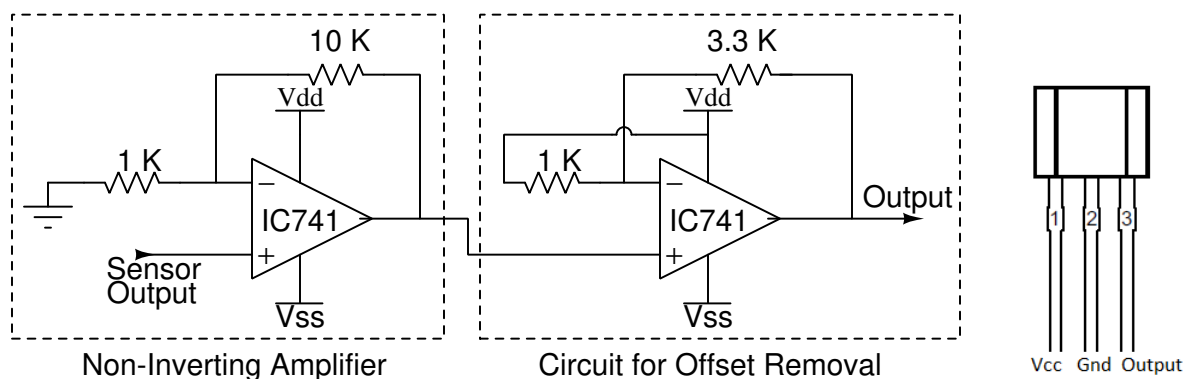 10 K
Vdd
1 K
IC741
Sensor
Output
Vss
Non-Inverting Amplifier
3.3 K
Vdd
1 K
IC741
Output
Vss
Circuit for Offset Removal
1 2 3
Vcc Gnd Output